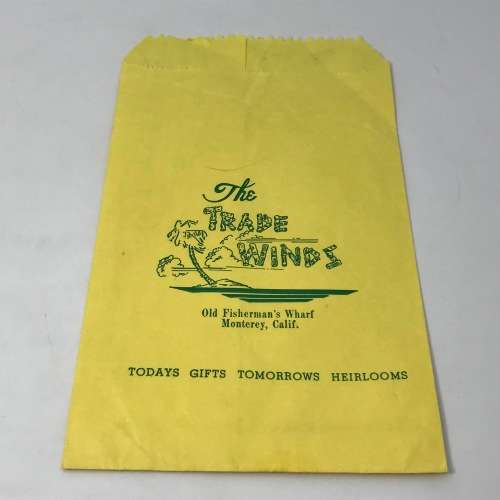 The
TRADE
WINDS
Old Fisherman's Wharf
Monterey, Calif.
TODAYS GIFTS TOMORROWS HEIRLOOMS